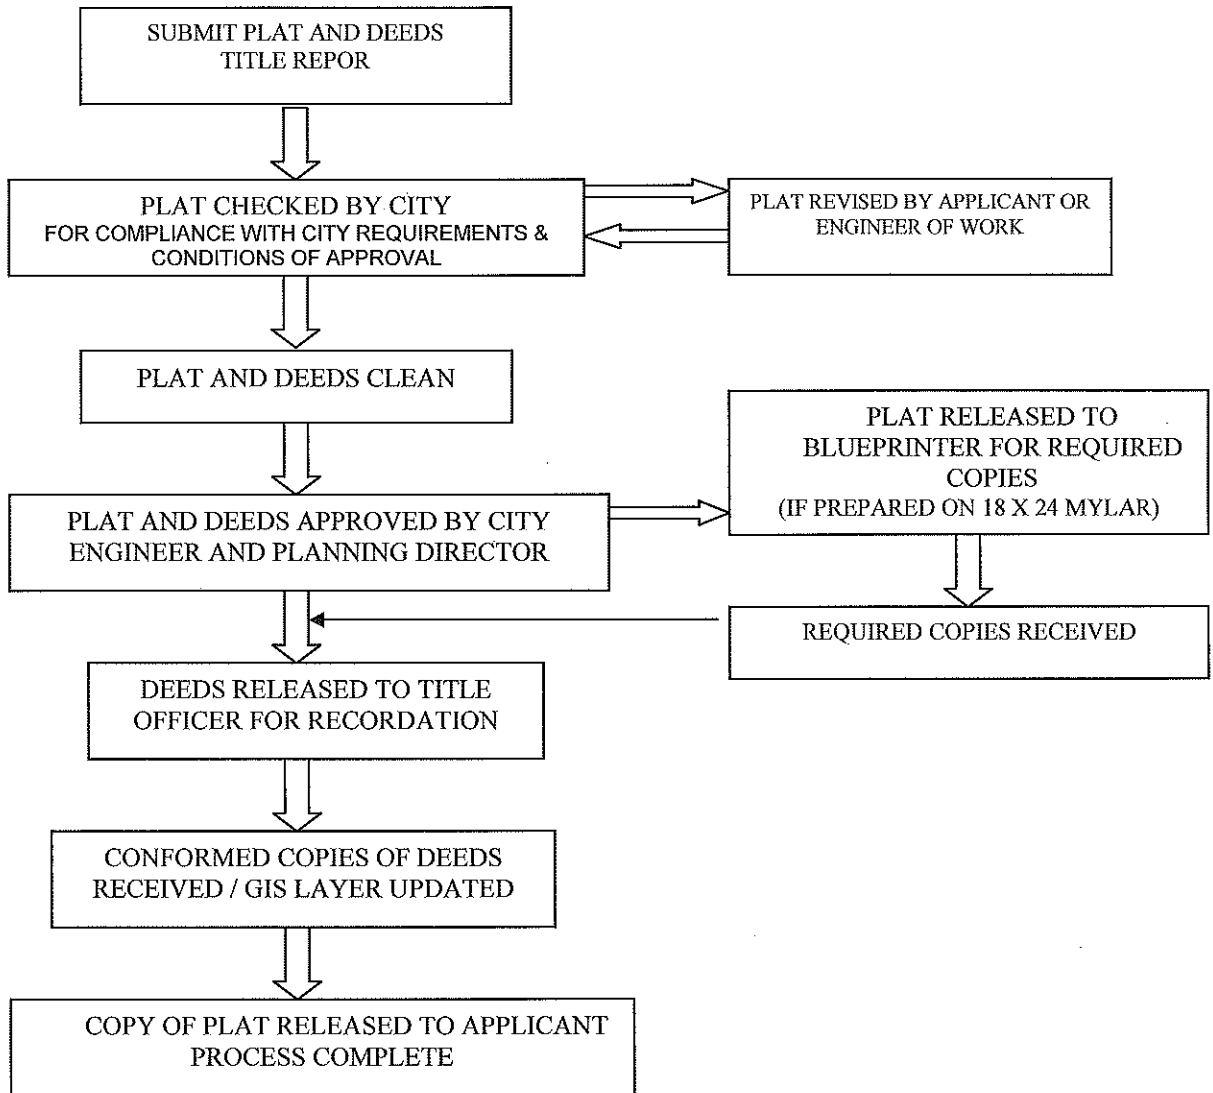 SUBMIT PLAT AND DEEDS
TITLE REPOR
PLAT CHECKED BY CITY
FOR COMPLIANCE WITH CITY REQUIREMENTS &
CONDITIONS OF APPROVAL
PLAT REVISED BY APPLICANT OR
ENGINEER OF WORK
PLAT AND DEEDS CLEAN
PLAT RELEASED TO
BLUEPRINTER FOR REQUIRED
COPIES
(IF PREPARED ON 18 X 24 MYLAR)
PLAT AND DEEDS APPROVED BY CITY
ENGINEER AND PLANNING DIRECTOR
REQUIRED COPIES RECEIVED
DEEDS RELEASED TO TITLE
OFFICER FOR RECORDATION
CONFORMED COPIES OF DEEDS
RECEIVED / GIS LAYER UPDATED
COPY OF PLAT RELEASED TO APPLICANT
PROCESS COMPLETE